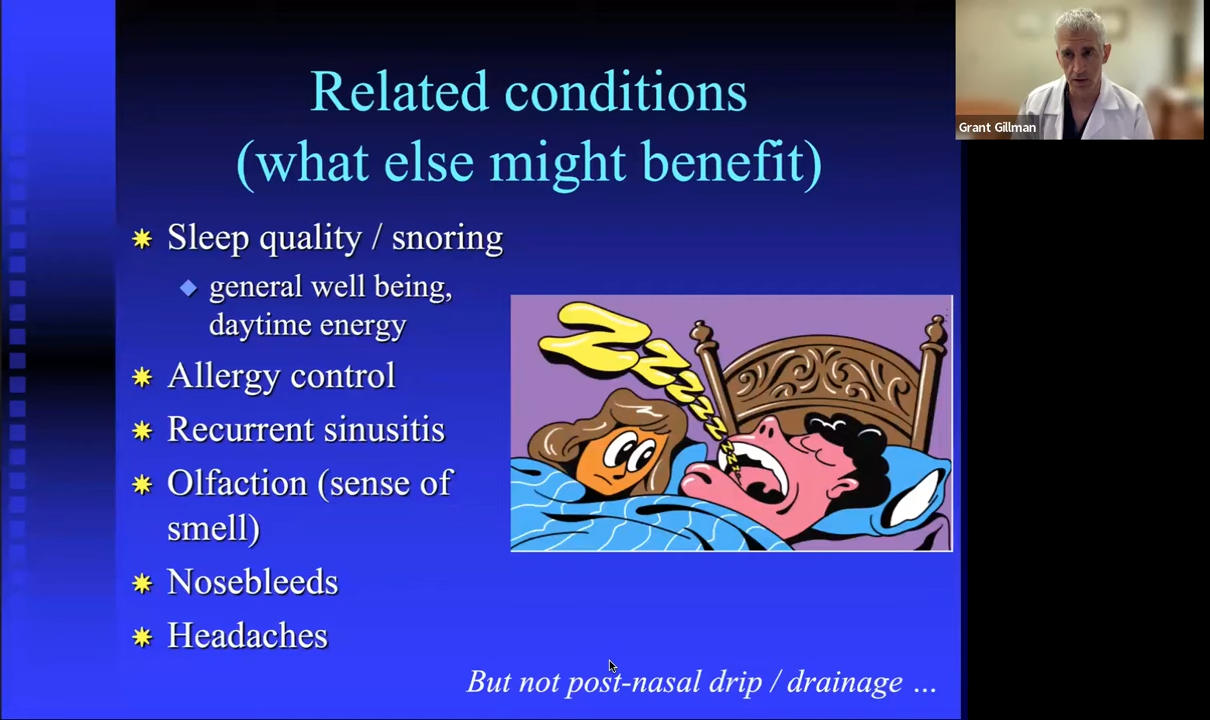 Related conditions
(what else might benefit)
Grant Gillman
Sleep quality / snoring
general well being,
daytime energy
Allergy control
Recurrent sinusitis
Olfaction (sense of
smell)
Nosebleeds
Headaches
Zzzzzzzzz
But not post-nasal drip / drainage ...